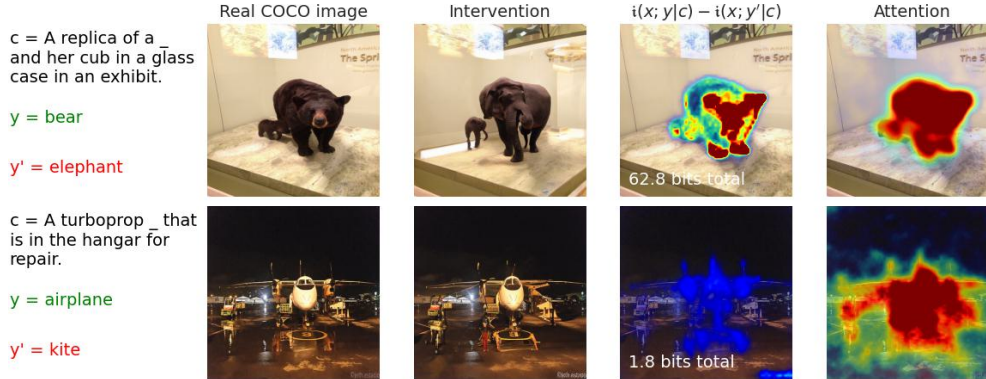 Real COCO image
Intervention
𝔦(x; y|c) − 𝔦(x; y′|c)
Attention
c = A replica of a _
and her cub in a glass
case in an exhibit.
y = bear
y' = elephant
The Spri
62.8 bits total
c = A turboprop _ that
is in the hangar for
repair.
y = airplane
y' = kite
1.8 bits total